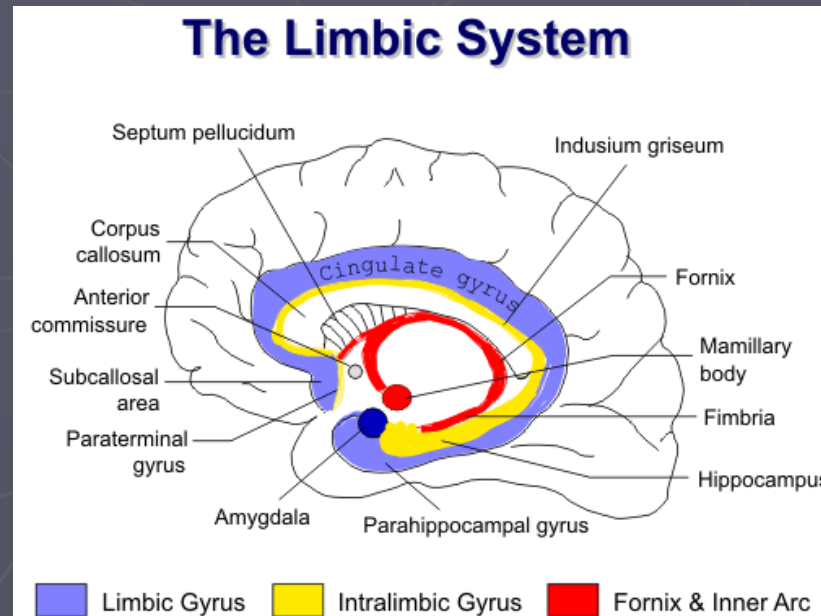 The Limbic System
Septum pellucidum
Indusium griseum
Corpus
callosum
Cingulate gyrus
Fornix
Anterior
commissure
Mamillary
body
Subcallosal
area
Fimbria
Paraterminal
gyrus
Hippocampus
Amygdala
Parahippocampal gyrus
Limbic Gyrus
Intralimbic Gyrus
Fornix & Inner Arc